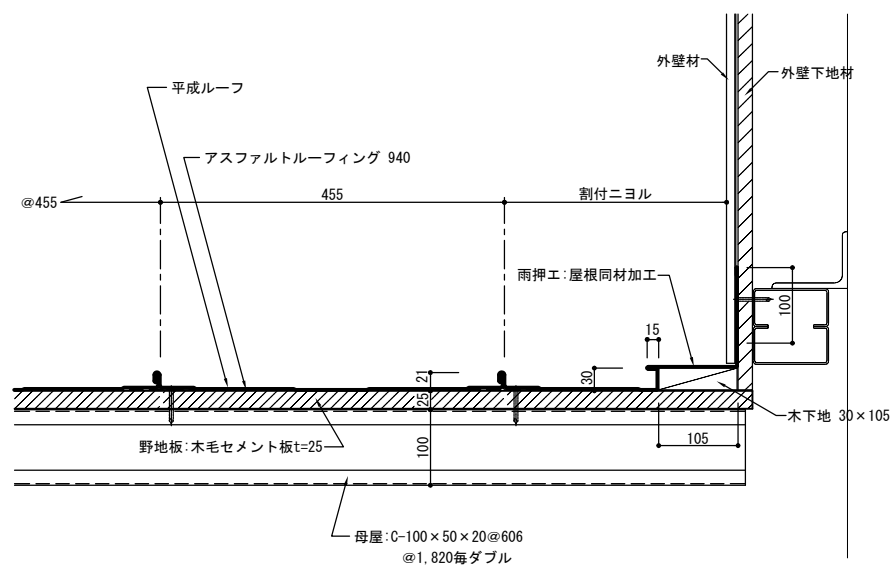 外壁材
外壁下地材
平成ルーフ
アスファルトルーフィング 940
@455
455
割付ニヨル
雨押エ:屋根同材加工
100
15
21
30
25
木下地 30×105
野地板:木毛セメント板t=25
100
105
母屋:C-100×50×20@606
@1,820毎ダブル